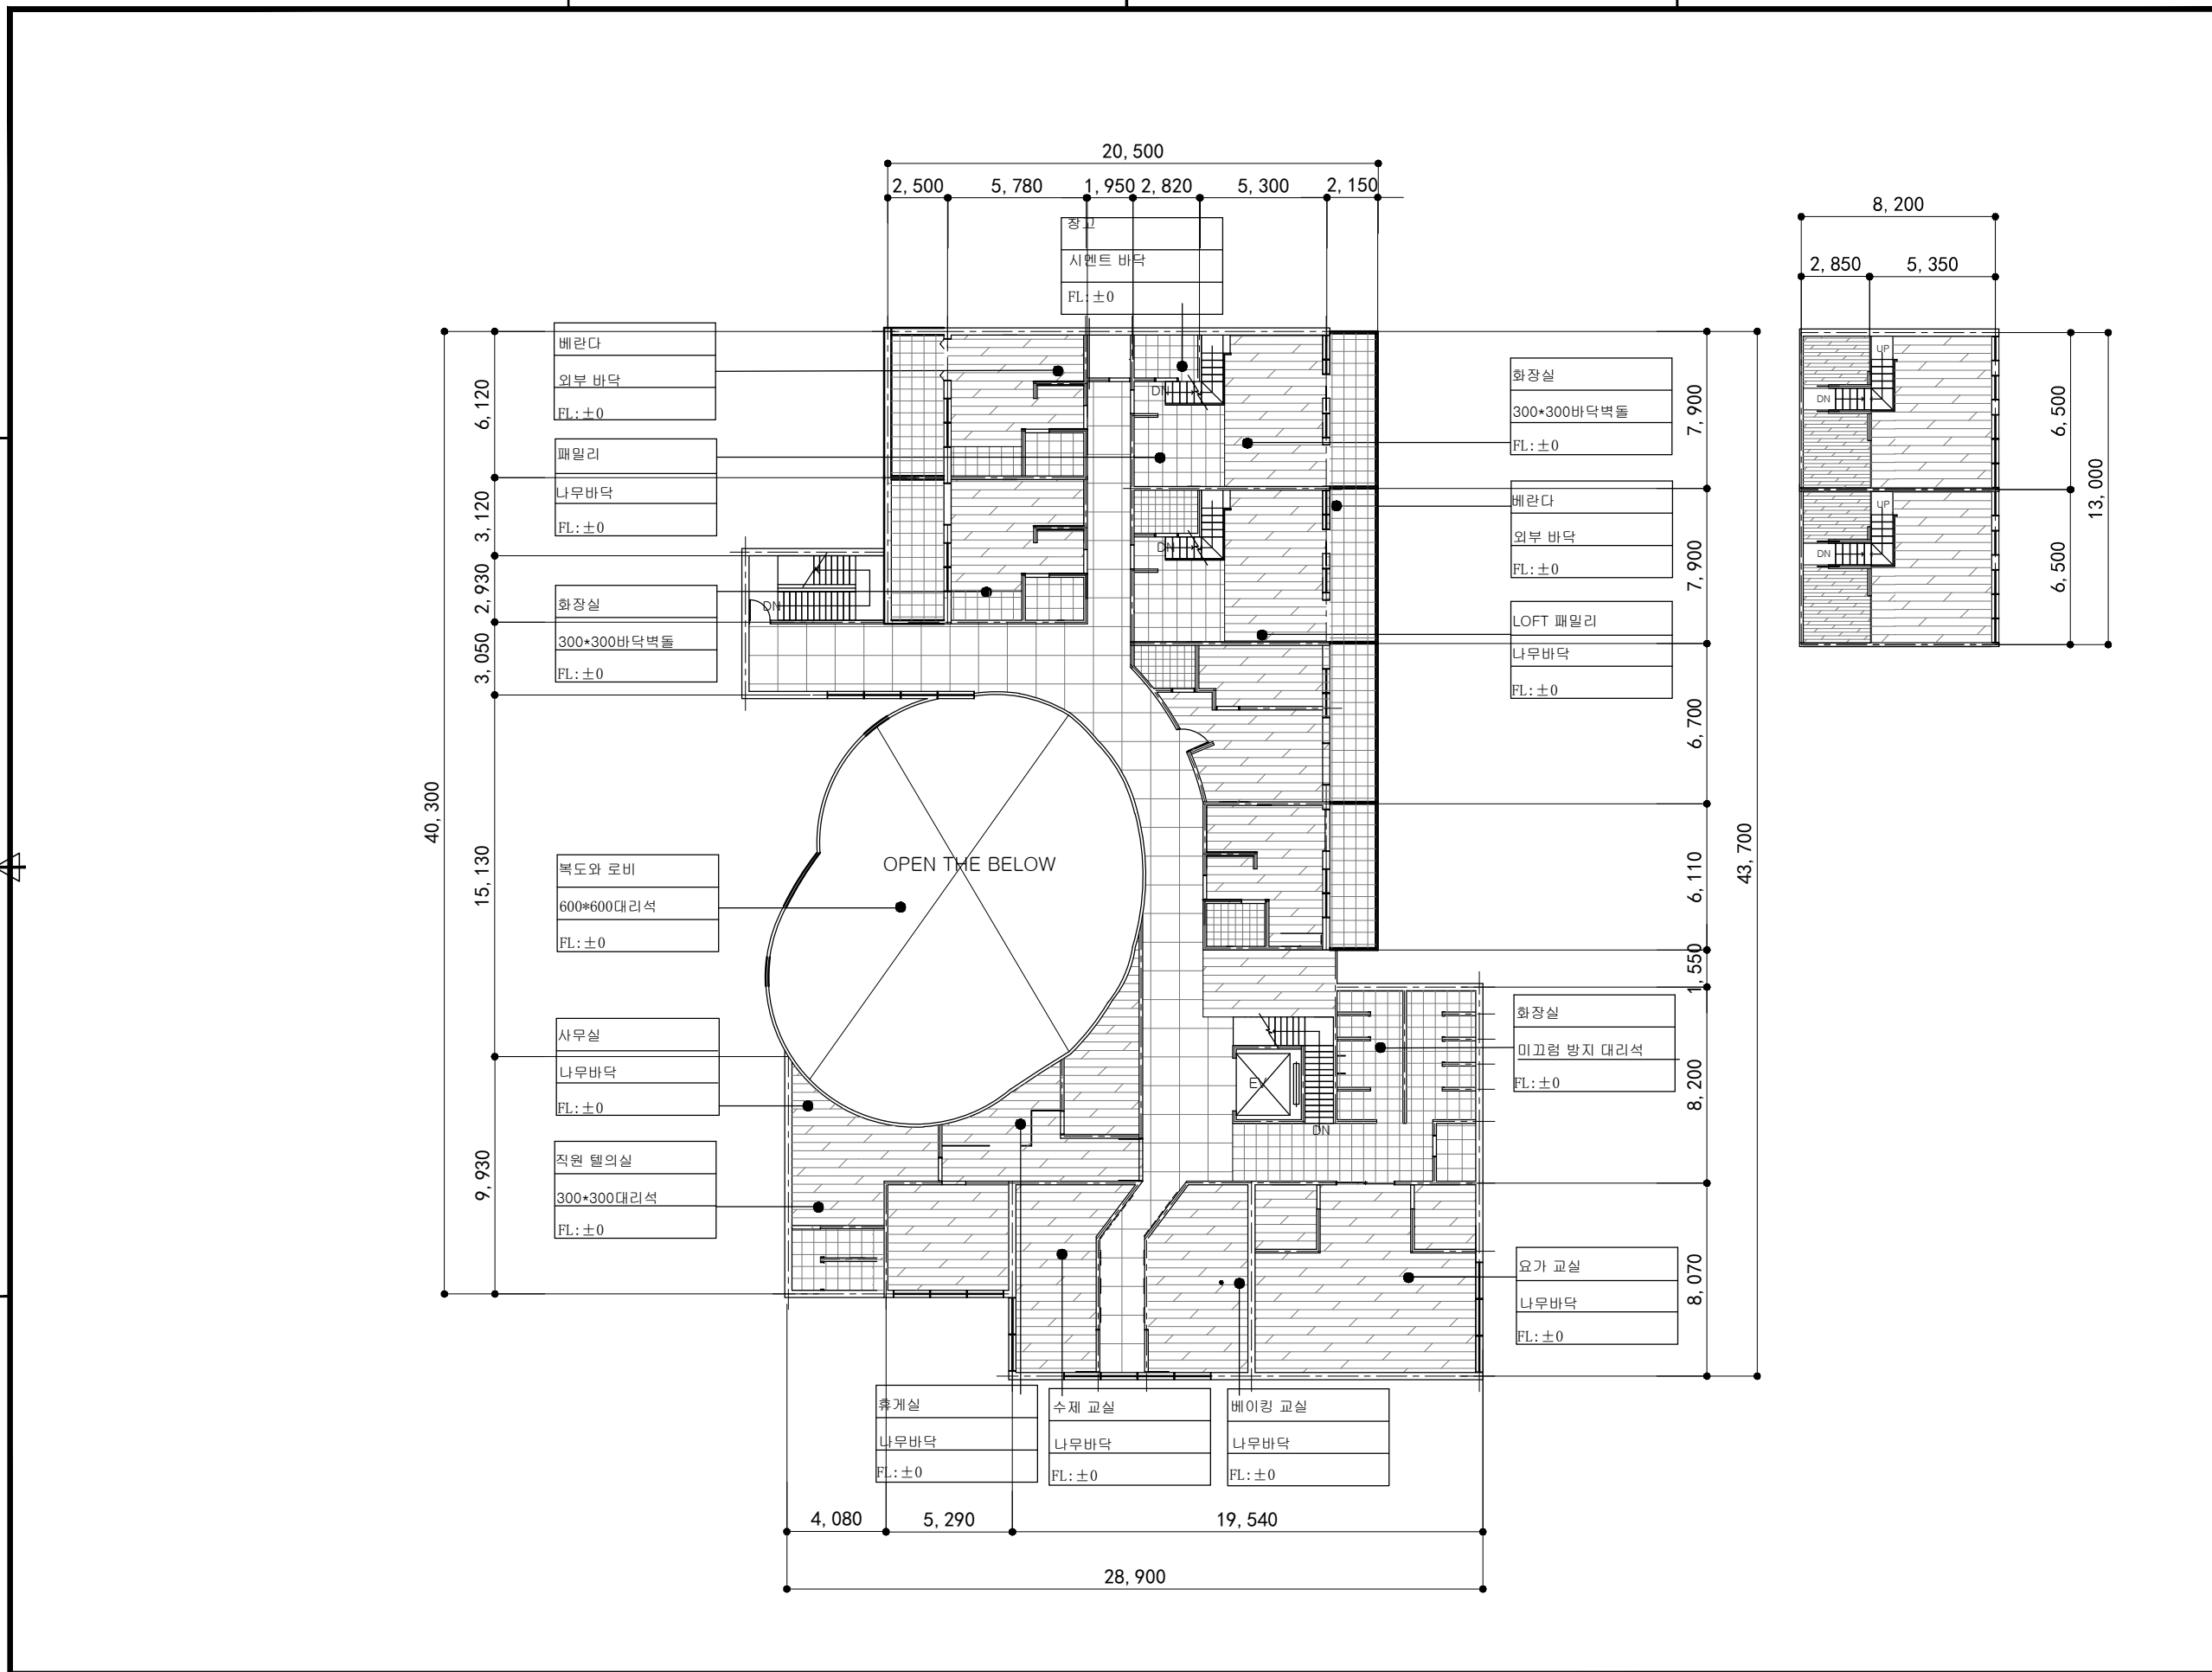 20,500
2,500
5,780
1,950
2,820
5,300
2,150
8,200
2,850
5,350
창고
시멘트 바닥
FL:±0
베란다
외부 바닥
FL:±0
패밀리
나무바닥
FL:±0
화장실
300*300바닥벽돌
FL:±0
복도와 로비
600*600대리석
FL:±0
사무실
나무바닥
FL:±0
직원 텔의실
300*300대리석
FL:±0
화장실
300*300바닥벽돌
FL:±0
베란다
외부 바닥
FL:±0
LOFT 패밀리
나무바닥
FL:±0
화장실
미끄럼 방지 대리석
FL:±0
요가 교실
나무바닥
FL:±0
휴게실
나무바닥
FL:±0
수제 교실
나무바닥
FL:±0
베이킹 교실
나무바닥
FL:±0
OPEN THE BELOW
EV
DN
DN
DN
DN
UP
DN
UP
DN
40,300
6,120
3,120
2,930
3,050
15,130
9,930
7,900
7,900
6,700
6,110
1,550
8,200
8,070
43,700
6,500
6,500
13,000
4,080
5,290
19,540
28,900
4